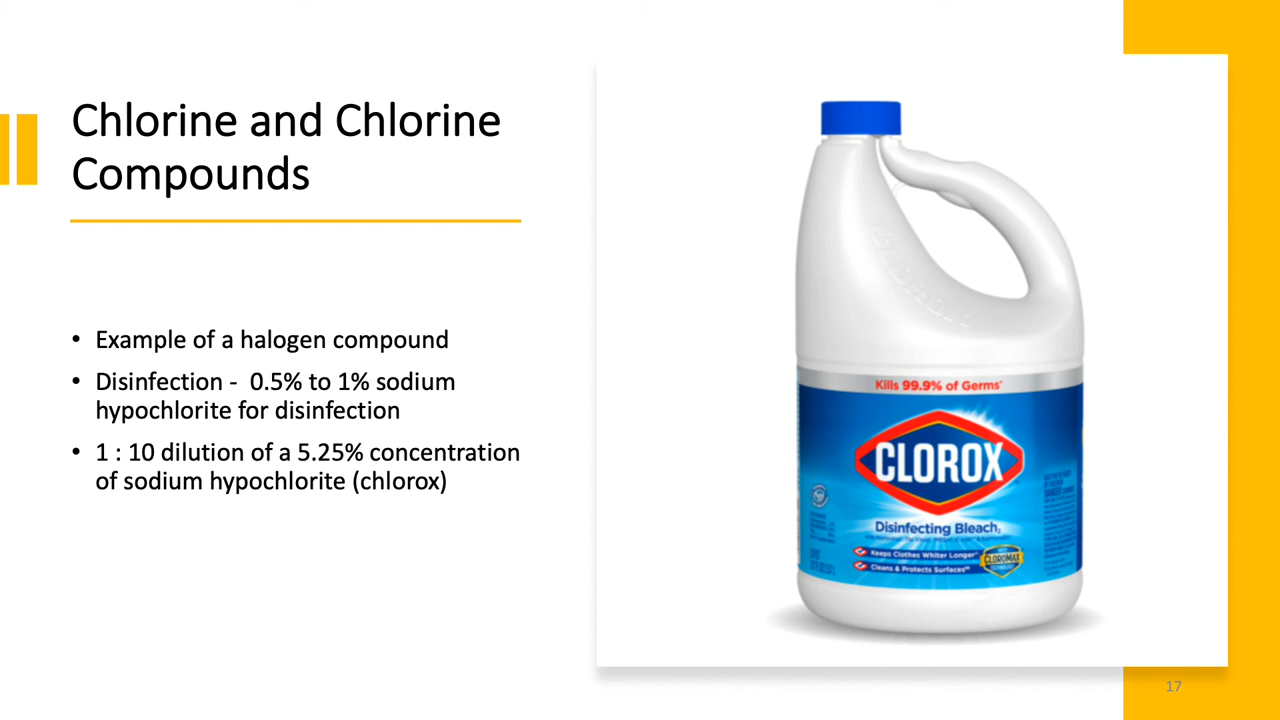 Chlorine and Chlorine
Compounds
• Example of a halogen compound
• Disinfection - 0.5% to 1% sodium
hypochlorite for disinfection
• 1 : 10 dilution of a 5.25% concentration
of sodium hypochlorite (chlorox)
Kills 99.9% of Germs*
CLOROX
Disinfecting Bleach
Keeps Clothes Whiter Longer
Cleans & Protects Surfaces
CLOROMAX
17